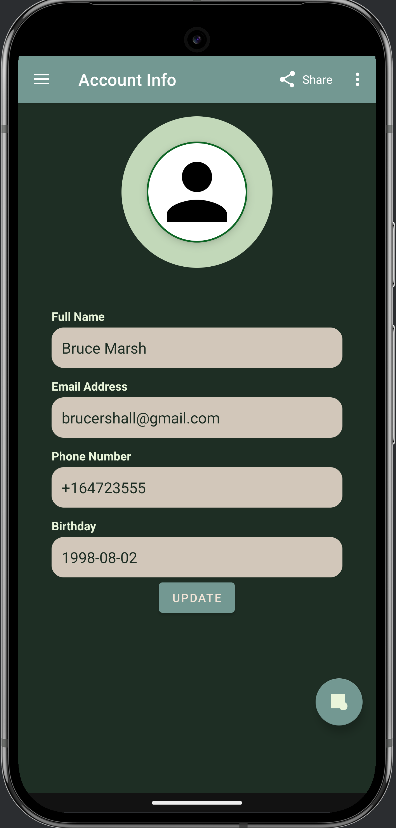 Account Info
Share
Full Name
Bruce Marsh
Email Address
brucershall@gmail.com
Phone Number
+164723555
Birthday
1998-08-02
UPDATE